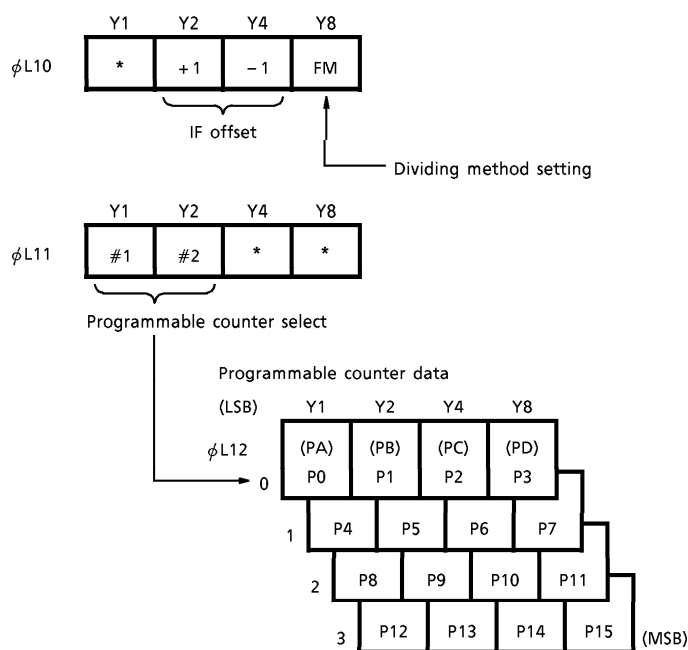 Y1 Y2 Y4 Y8
ϕL10 * +1 −1 FM
IF offset
Dividing method setting
Y1 Y2 Y4 Y8
ϕL11 #1 #2 * *
Programmable counter select
Programmable counter data
(LSB) Y1 Y2 Y4 Y8
ϕL12 (PA) (PB) (PC) (PD)
0 P0 P1 P2 P3
1 P4 P5 P6 P7
2 P8 P9 P10 P11
3 P12 P13 P14 P15 (MSB)